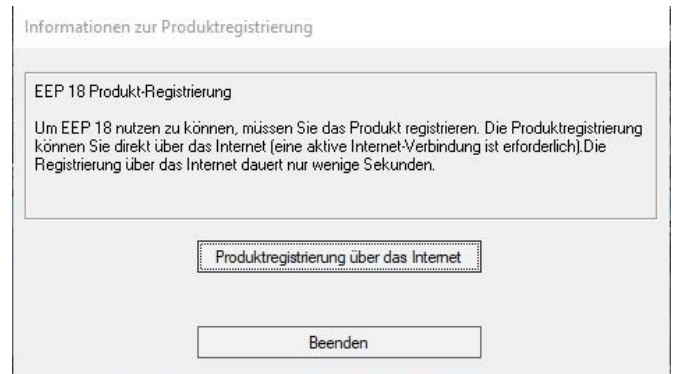 Informationen zur Produktregistrierung
EEP 18 Produkt-Registrierung
Um EEP 18 nutzen zu können, müssen Sie das Produkt registrieren. Die Produktregistrierung
können Sie direkt über das Internet (eine aktive Internet-Verbindung ist erforderlich).Die
Registrierung über das Internet dauert nur wenige Sekunden.
Produktregistrierung über das Internet
Beenden